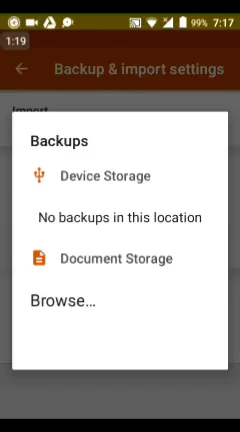 99% 7:17
1:19
Backup & import settings
Import
Backups
Device Storage
No backups in this location
Document Storage
Browse...